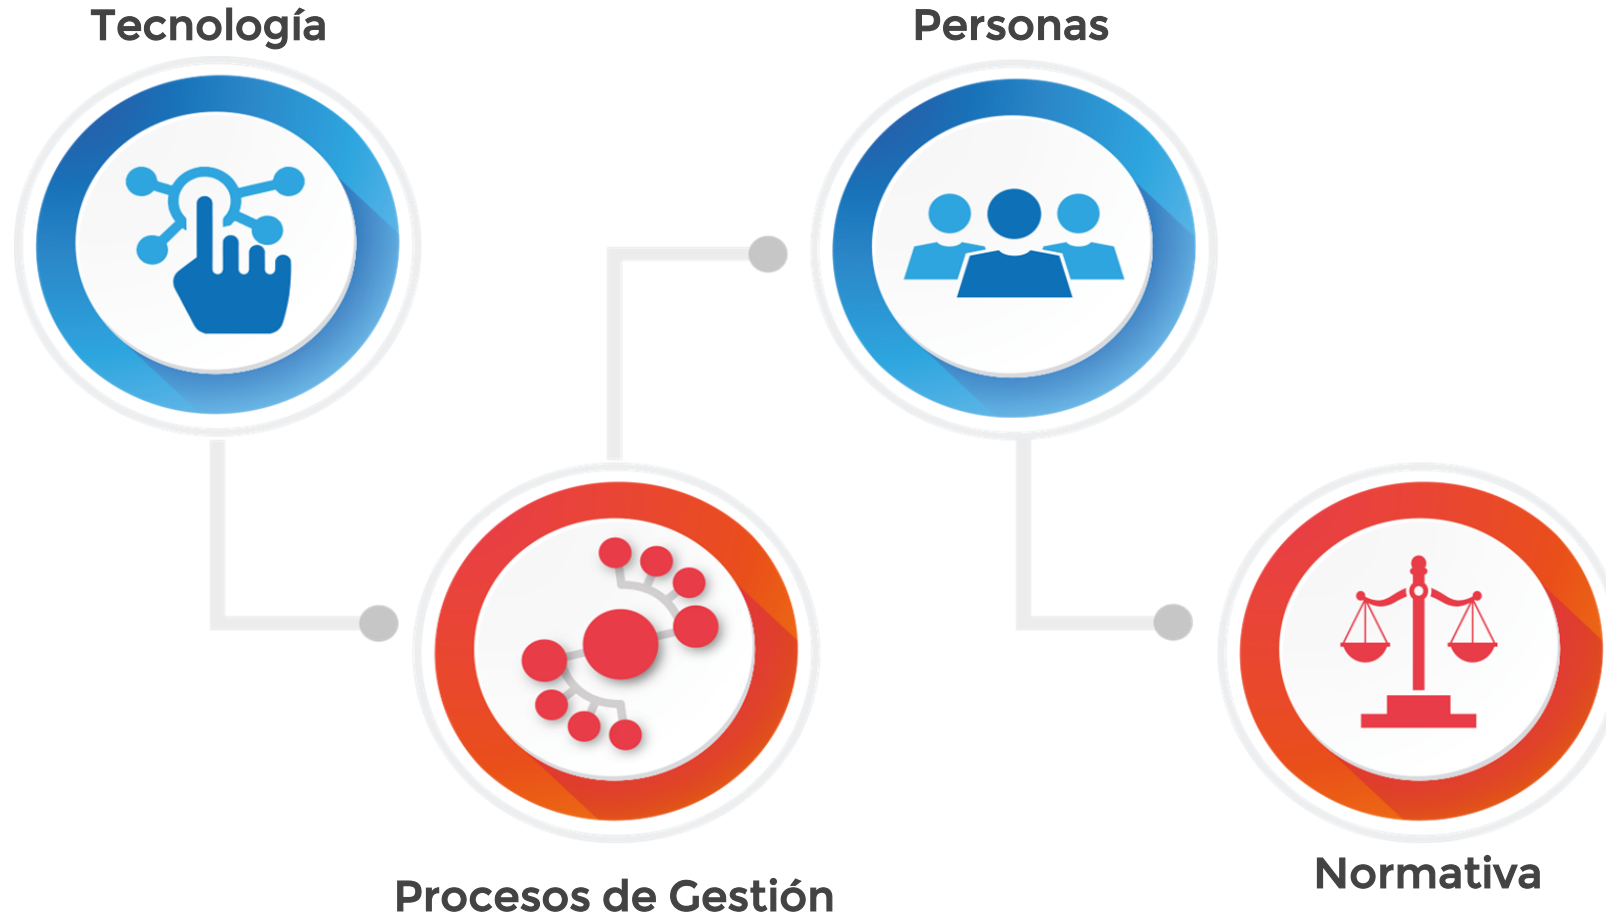 Tecnología
Personas
Procesos de Gestión
Normativa